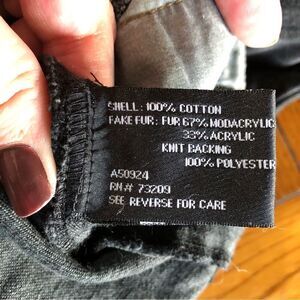 SHELL: 100% COTTON
FAKE FUR: FUR 67% MODACRYLIC
33% ACRYLIC
KNIT BACKING
100% POLYESTER
A50924
RN# 73209
SEE REVERSE FOR CARE